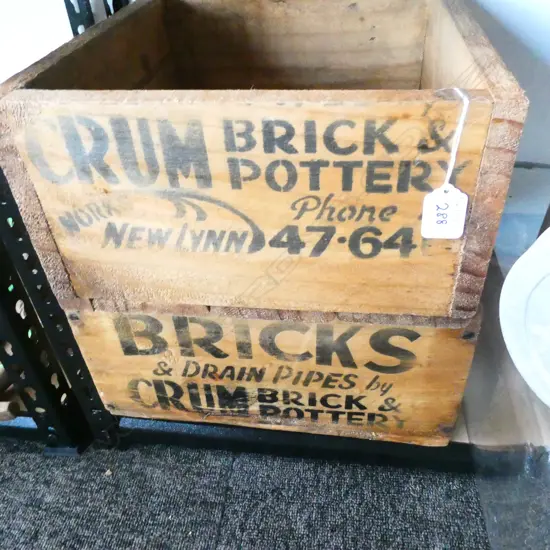 CRUM BRICK &
POTTERY
NEW LYNN
Phone
47·64
288
BRICKS
& DRAIN PIPES by
CRUM BRICK &
POTTERY